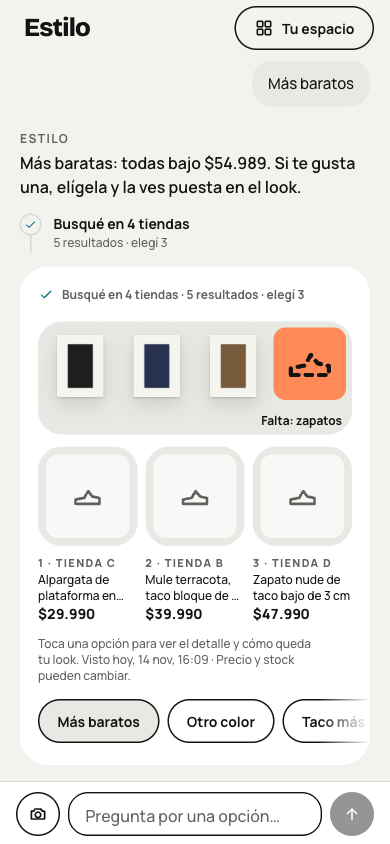 Estilo
Tu espacio
Más baratos
ESTILO
Más baratas: todas bajo $54.989. Si te gusta
una, elígela y la ves puesta en el look.
Busqué en 4 tiendas
5 resultados · elegí 3
Busqué en 4 tiendas · 5 resultados · elegí 3
Falta: zapatos
1 · TIENDA C
Alpargata de
plataforma en…
$29.990
2 · TIENDA B
Mule terracota,
taco bloque de …
$39.990
3 · TIENDA D
Zapato nude de
taco bajo de 3 cm
$47.990
Toca una opción para ver el detalle y cómo queda
tu look. Visto hoy, 14 nov, 16:09 · Precio y stock
pueden cambiar.
Más baratos
Otro color
Taco más
Pregunta por una opción…